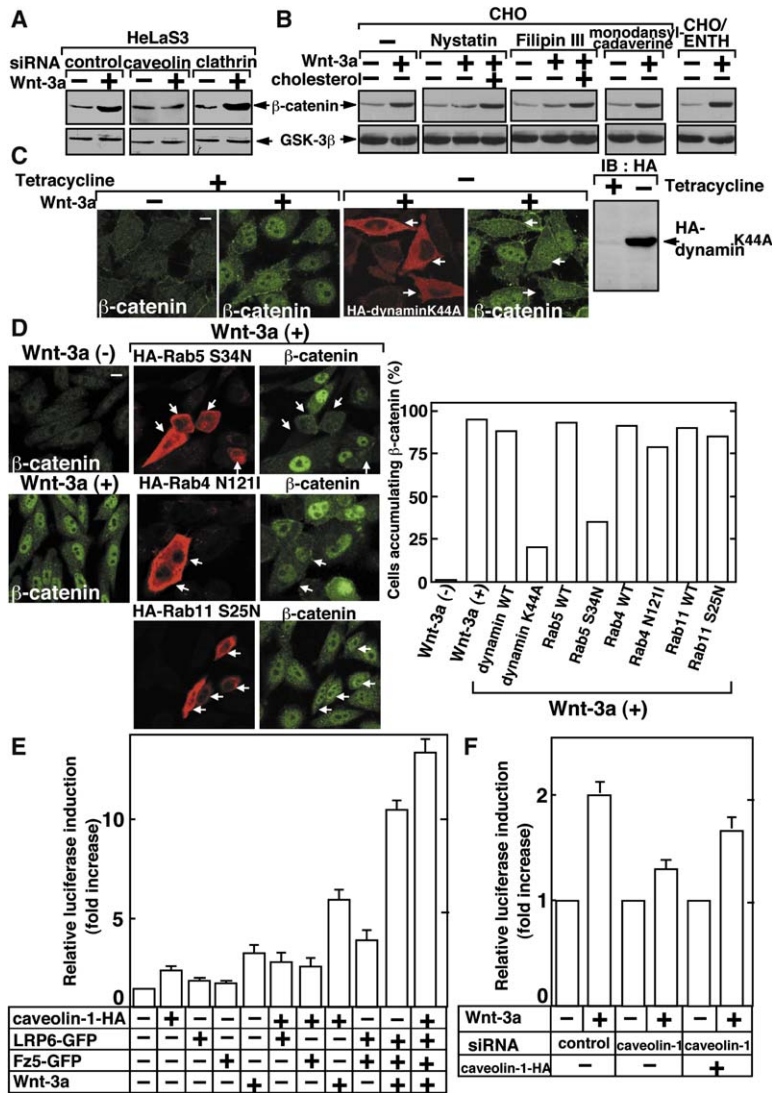 A
HeLaS3
siRNA control caveolin clathrin
Wnt-3a − + − + − +
β-catenin
GSK-3β
B
CHO
− Nystatin Filipin III monodansyl-cadaverine CHO/ENTH
Wnt-3a − + − + + − + + − + − +
cholesterol − − − − + − − + − − − −
C
Tetracycline + −
Wnt-3a − + + +
β-catenin β-catenin HA-dynaminK44A β-catenin
IB : HA
+ − Tetracycline
HA-dynamin K44A
D
Wnt-3a (+)
Wnt-3a (-) HA-Rab5 S34N β-catenin
β-catenin
Wnt-3a (+) HA-Rab4 N121I β-catenin
β-catenin
HA-Rab11 S25N β-catenin
Cells accumulating β-catenin (%)
100
75
50
25
0
Wnt-3a (-)
Wnt-3a (+)
dynamin WT
dynamin K44A
Rab5 WT
Rab5 S34N
Rab4 WT
Rab4 N121I
Rab11 WT
Rab11 S25N
Wnt-3a (+)
E
Relative luciferase induction
(fold increase)
10
5
0
caveolin-1-HA − + − − − + + + − − +
LRP6-GFP − − + − − + − − + + +
Fz5-GFP − − − + − − + − + + +
Wnt-3a − − − − + − − + − + +
F
Relative luciferase induction
(fold increase)
2
1
0
Wnt-3a − + − + − +
siRNA control caveolin-1 caveolin-1
caveolin-1-HA − − +